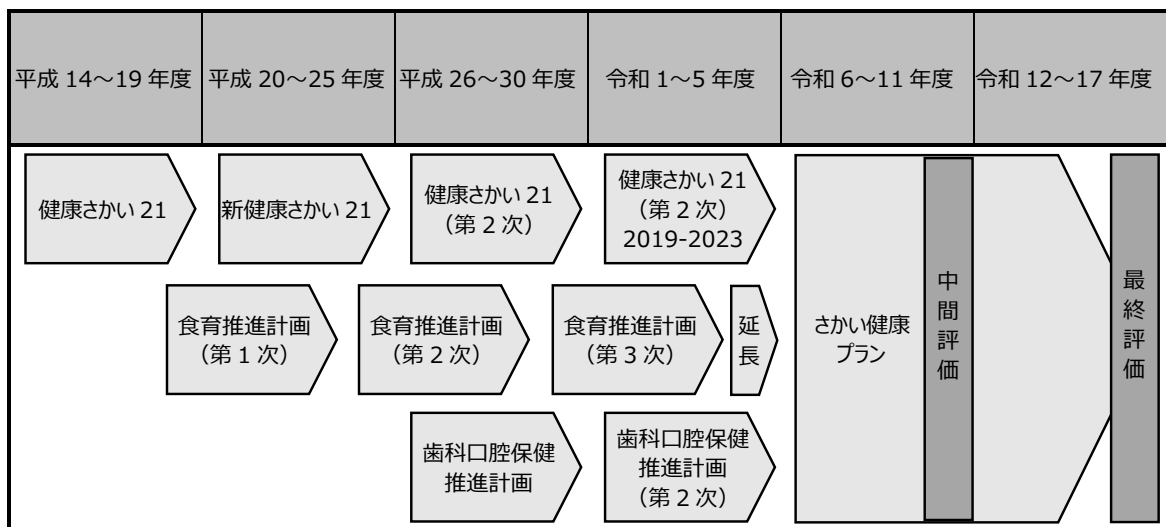 平成 14～19 年度
平成 20～25 年度
平成 26～30 年度
令和 1～5 年度
令和 6～11 年度
令和 12～17 年度
健康さかい 21
新健康さかい 21
健康さかい 21
（第 2 次）
健康さかい 21
（第 2 次）
2019-2023
食育推進計画
（第 1 次）
食育推進計画
（第 2 次）
食育推進計画
（第 3 次）
延長
歯科口腔保健
推進計画
歯科口腔保健
推進計画
（第 2 次）
さかい健康
プラン
中間評価
最終評価